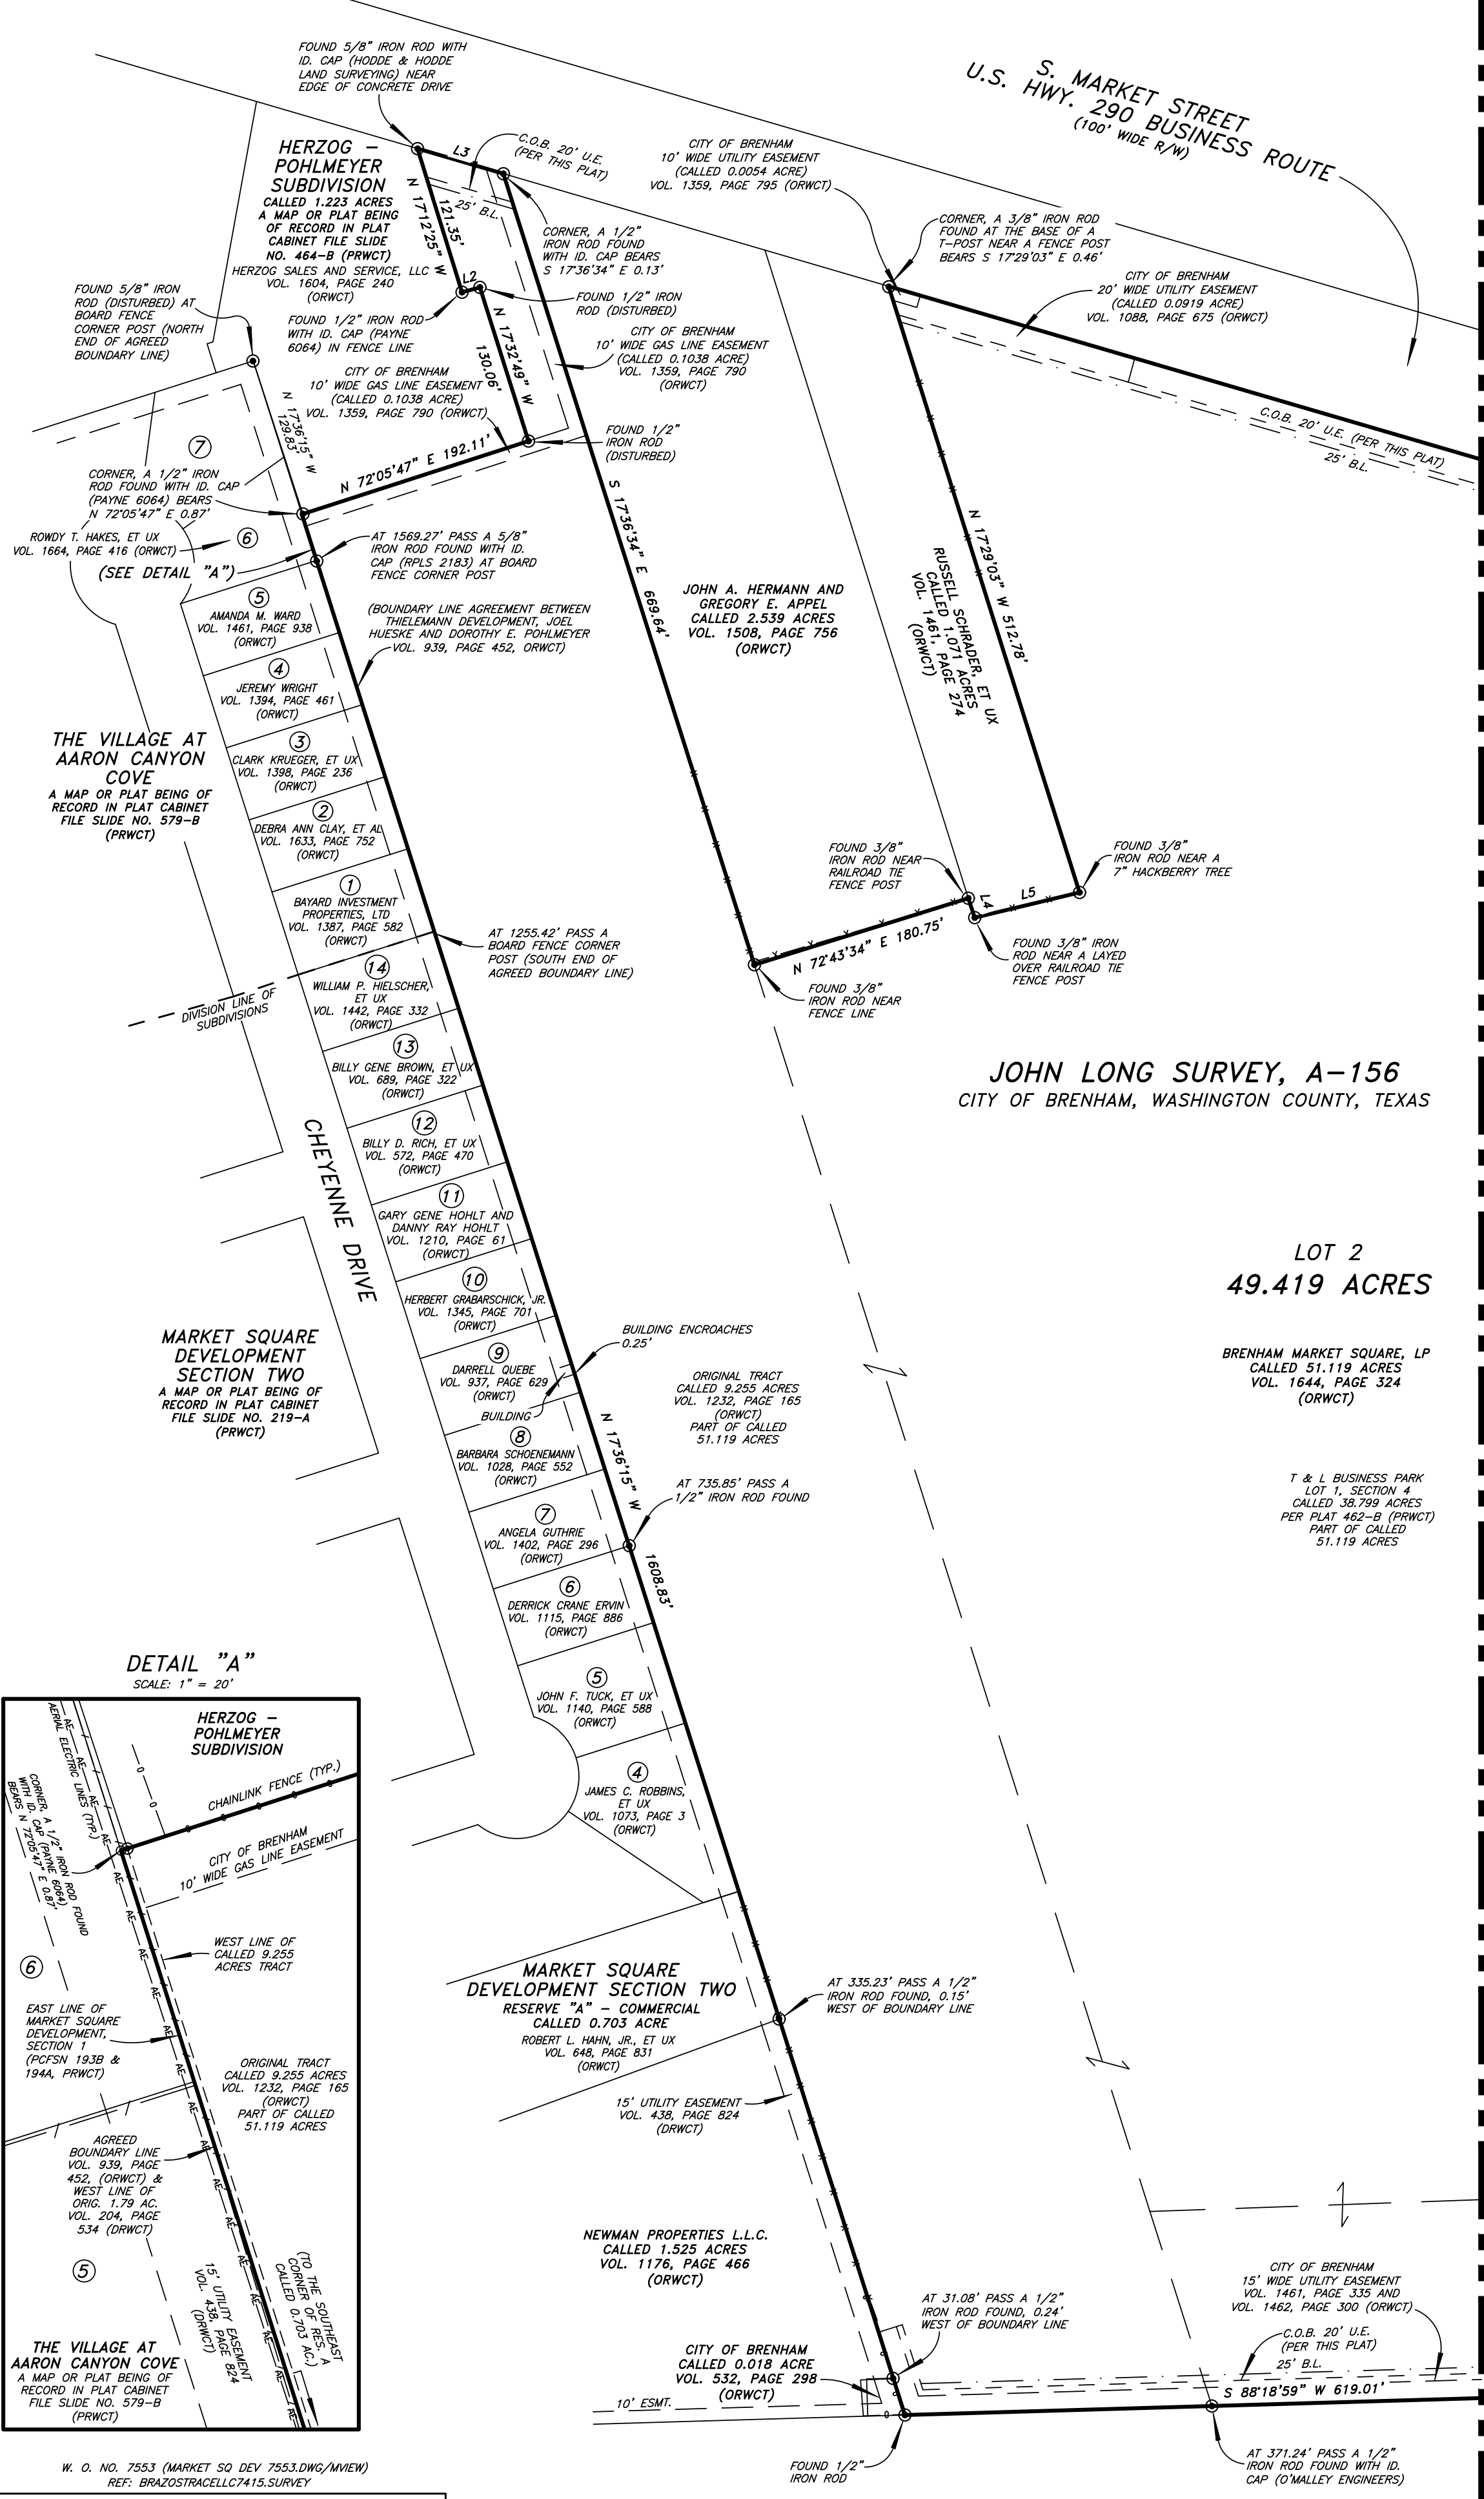 S. MARKET STREET
U.S. HWY. 290 BUSINESS ROUTE
(100' WIDE R/W)
FOUND 5/8" IRON ROD WITH
ID. CAP (HODDE & HODDE
LAND SURVEYING) NEAR
EDGE OF CONCRETE DRIVE
HERZOG –
POHLMEYER
SUBDIVISION
CALLED 1.223 ACRES
A MAP OR PLAT BEING
OF RECORD IN PLAT
CABINET FILE SLIDE
NO. 464-B (PRWCT)
HERZOG SALES AND SERVICE, LLC
VOL. 1604, PAGE 240
(ORWCT)
L3
C.O.B. 20' U.E.
(PER THIS PLAT)
25' B.L.
N 17°12'25" W
121.35'
L2
CITY OF BRENHAM
10' WIDE UTILITY EASEMENT
(CALLED 0.0054 ACRE)
VOL. 1359, PAGE 795 (ORWCT)
CORNER, A 3/8" IRON ROD
FOUND AT THE BASE OF A
T-POST NEAR A FENCE POST
BEARS S 17°29'03" E 0.46'
CORNER, A 1/2"
IRON ROD FOUND
WITH ID. CAP BEARS
S 17°36'34" E 0.13'
CITY OF BRENHAM
20' WIDE UTILITY EASEMENT
(CALLED 0.0919 ACRE)
VOL. 1088, PAGE 675 (ORWCT)
FOUND 5/8" IRON
ROD (DISTURBED) AT
BOARD FENCE
CORNER POST (NORTH
END OF AGREED
BOUNDARY LINE)
FOUND 1/2" IRON
ROD (DISTURBED)
FOUND 1/2" IRON ROD
WITH ID. CAP (PAYNE
6064) IN FENCE LINE
N 17°32'49" W
130.06'
CITY OF BRENHAM
10' WIDE GAS LINE EASEMENT
(CALLED 0.1038 ACRE)
VOL. 1359, PAGE 790
(ORWCT)
CITY OF BRENHAM
10' WIDE GAS LINE EASEMENT
(CALLED 0.1038 ACRE)
VOL. 1359, PAGE 790 (ORWCT)
N 17°36'15" W
129.83'
FOUND 1/2"
IRON ROD
(DISTURBED)
C.O.B. 20' U.E. (PER THIS PLAT)
25' B.L.
7
N 72°05'47" E 192.11'
CORNER, A 1/2" IRON
ROD FOUND WITH ID. CAP
(PAYNE 6064) BEARS
N 72°05'47" E 0.87'
ROWDY T. HAKES, ET UX
VOL. 1664, PAGE 416 (ORWCT)
6
(SEE DETAIL "A")
AT 1569.27' PASS A 5/8"
IRON ROD FOUND WITH ID.
CAP (RPLS 2183) AT BOARD
FENCE CORNER POST
S 17°36'34" E 669.64'
N 17°29'03" W 512.78'
RUSSELL SCHRADER, ET UX
CALLED 1.071 ACRES
VOL. 1461, PAGE 274
(ORWCT)
JOHN A. HERMANN AND
GREGORY E. APPEL
CALLED 2.539 ACRES
VOL. 1508, PAGE 756
(ORWCT)
(BOUNDARY LINE AGREEMENT BETWEEN
THIELEMANN DEVELOPMENT, JOEL
HUESKE AND DOROTHY E. POHLMEYER
VOL. 939, PAGE 452, ORWCT)
5
AMANDA M. WARD
VOL. 1461, PAGE 938
(ORWCT)
4
JEREMY WRIGHT
VOL. 1394, PAGE 461
(ORWCT)
3
CLARK KRUEGER, ET UX
VOL. 1398, PAGE 236
(ORWCT)
THE VILLAGE AT
AARON CANYON
COVE
A MAP OR PLAT BEING OF
RECORD IN PLAT CABINET
FILE SLIDE NO. 579-B
(PRWCT)
2
DEBRA ANN CLAY, ET AL
VOL. 1633, PAGE 752
(ORWCT)
1
BAYARD INVESTMENT
PROPERTIES, LTD
VOL. 1387, PAGE 582
(ORWCT)
FOUND 3/8"
IRON ROD NEAR
RAILROAD TIE
FENCE POST
FOUND 3/8"
IRON ROD NEAR A
7" HACKBERRY TREE
L4
L5
N 72°43'34" E 180.75'
FOUND 3/8" IRON
ROD NEAR A LAYED
OVER RAILROAD TIE
FENCE POST
FOUND 3/8"
IRON ROD NEAR
FENCE LINE
AT 1255.42' PASS A
BOARD FENCE CORNER
POST (SOUTH END OF
AGREED BOUNDARY LINE)
DIVISION LINE OF
SUBDIVISIONS
14
WILLIAM P. HIELSCHER,
ET UX
VOL. 1442, PAGE 332
(ORWCT)
13
BILLY GENE BROWN, ET UX
VOL. 689, PAGE 322
(ORWCT)
JOHN LONG SURVEY, A-156
CITY OF BRENHAM, WASHINGTON COUNTY, TEXAS
12
BILLY D. RICH, ET UX
VOL. 572, PAGE 470
(ORWCT)
CHEYENNE DRIVE
11
GARY GENE HOHLT AND
DANNY RAY HOHLT
VOL. 1210, PAGE 61
(ORWCT)
10
HERBERT GRABARSCHICK, JR.
VOL. 1345, PAGE 701
(ORWCT)
LOT 2
49.419 ACRES
BRENHAM MARKET SQUARE, LP
CALLED 51.119 ACRES
VOL. 1644, PAGE 324
(ORWCT)
MARKET SQUARE
DEVELOPMENT
SECTION TWO
A MAP OR PLAT BEING OF
RECORD IN PLAT CABINET
FILE SLIDE NO. 219-A
(PRWCT)
9
DARRELL QUEBE
VOL. 937, PAGE 629
(ORWCT)
BUILDING
BUILDING ENCROACHES
0.25'
ORIGINAL TRACT
CALLED 9.255 ACRES
VOL. 1232, PAGE 165
(ORWCT)
PART OF CALLED
51.119 ACRES
8
BARBARA SCHOENEMANN
VOL. 1028, PAGE 552
(ORWCT)
N 17°36'15" W
1608.83'
AT 735.85' PASS A
1/2" IRON ROD FOUND
T & L BUSINESS PARK
LOT 1, SECTION 4
CALLED 38.799 ACRES
PER PLAT 462-B (PRWCT)
PART OF CALLED
51.119 ACRES
7
ANGELA GUTHRIE
VOL. 1402, PAGE 296
(ORWCT)
6
DERRICK CRANE ERVIN
VOL. 1115, PAGE 886
(ORWCT)
5
JOHN F. TUCK, ET UX
VOL. 1140, PAGE 588
(ORWCT)
4
JAMES C. ROBBINS,
ET UX
VOL. 1073, PAGE 3
(ORWCT)
DETAIL "A"
SCALE: 1" = 20'
HERZOG –
POHLMEYER
SUBDIVISION
AERIAL ELECTRIC LINES (TYP.)
CHAINLINK FENCE (TYP.)
CORNER, A 1/2" IRON ROD FOUND
WITH ID. CAP (PAYNE 6064)
BEARS N 72°05'47" E 0.87'
CITY OF BRENHAM
10' WIDE GAS LINE EASEMENT
WEST LINE OF
CALLED 9.255
ACRES TRACT
6
EAST LINE OF
MARKET SQUARE
DEVELOPMENT,
SECTION 1
(PCFSN 193B &
194A, PRWCT)
ORIGINAL TRACT
CALLED 9.255 ACRES
VOL. 1232, PAGE 165
(ORWCT)
PART OF CALLED
51.119 ACRES
AGREED
BOUNDARY LINE
VOL. 939, PAGE
452, (ORWCT) &
WEST LINE OF
ORIG. 1.79 AC.
VOL. 204, PAGE
534 (DRWCT)
5
15' UTILITY EASEMENT
VOL. 438, PAGE 824
(DRWCT)
(TO THE SOUTHEAST
CORNER OF RES. A
CALLED 0.703 AC.)
THE VILLAGE AT
AARON CANYON COVE
A MAP OR PLAT BEING OF
RECORD IN PLAT CABINET
FILE SLIDE NO. 579-B
(PRWCT)
MARKET SQUARE
DEVELOPMENT SECTION TWO
RESERVE "A" – COMMERCIAL
CALLED 0.703 ACRE
ROBERT L. HAHN, JR., ET UX
VOL. 648, PAGE 831
(ORWCT)
AT 335.23' PASS A 1/2"
IRON ROD FOUND, 0.15'
WEST OF BOUNDARY LINE
15' UTILITY EASEMENT
VOL. 438, PAGE 824
(DRWCT)
NEWMAN PROPERTIES L.L.C.
CALLED 1.525 ACRES
VOL. 1176, PAGE 466
(ORWCT)
AT 31.08' PASS A 1/2"
IRON ROD FOUND, 0.24'
WEST OF BOUNDARY LINE
CITY OF BRENHAM
15' WIDE UTILITY EASEMENT
VOL. 1461, PAGE 335 AND
VOL. 1462, PAGE 300 (ORWCT)
C.O.B. 20' U.E.
(PER THIS PLAT)
25' B.L.
CITY OF BRENHAM
CALLED 0.018 ACRE
VOL. 532, PAGE 298
(ORWCT)
10' ESMT.
S 88°18'59" W 619.01'
FOUND 1/2"
IRON ROD
AT 371.24' PASS A 1/2"
IRON ROD FOUND WITH ID.
CAP (O'MALLEY ENGINEERS)
W. O. NO. 7553 (MARKET SQ DEV 7553.DWG/MVIEW)
REF: BRAZOSTRACELLC7415.SURVEY